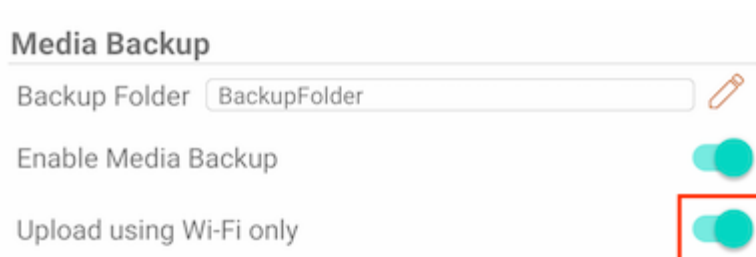 Media Backup
Backup Folder BackupFolder
Enable Media Backup
Upload using Wi-Fi only